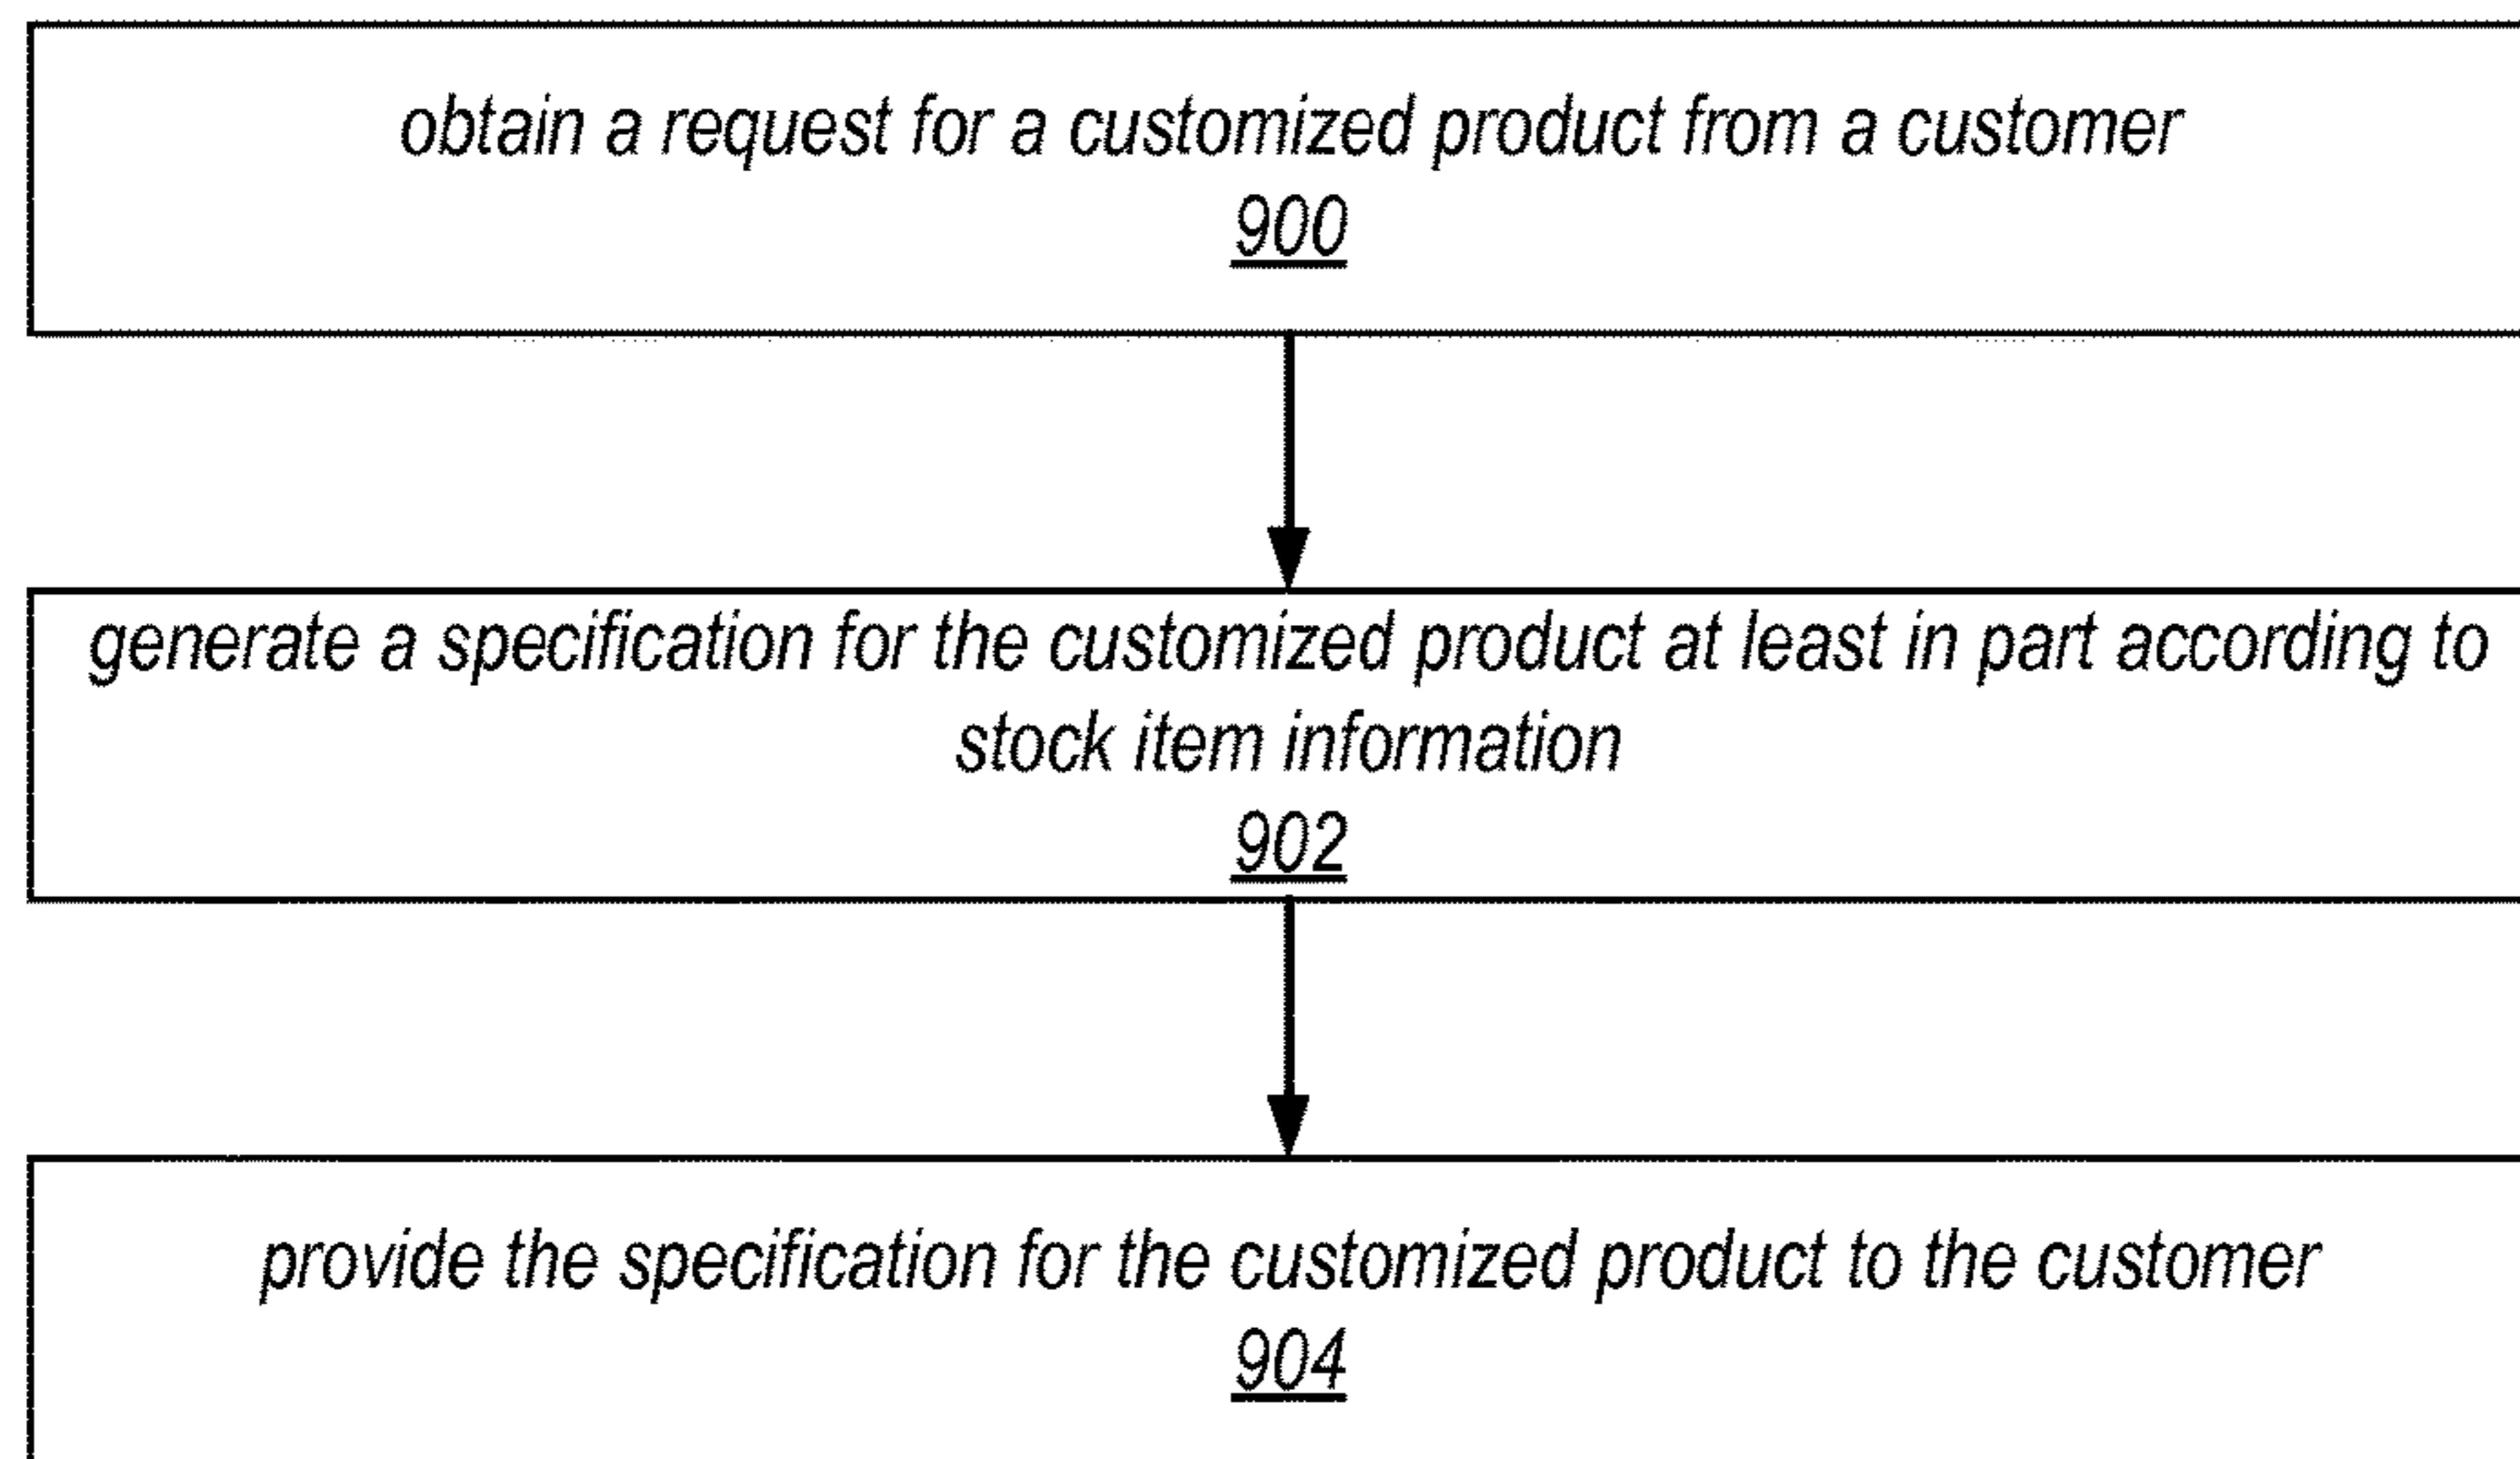 obtain a request for a customized product from a customer
900
generate a specification for the customized product at least in part according to
stock item information
902
provide the specification for the customized product to the customer
904